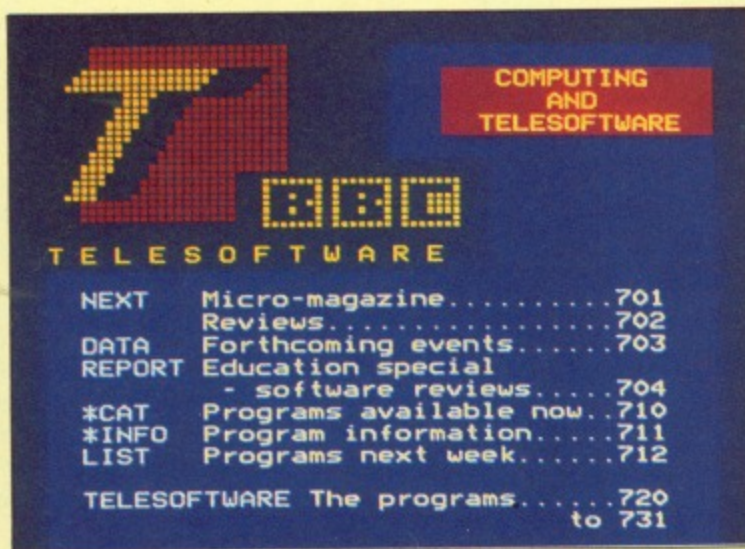 COMPUTING
AND
TELESOFTWARE
T
BBC
TELESOFTWARE
NEXT Micro-magazine..........701
Reviews.................702
DATA Forthcoming events......703
REPORT Education special
- software reviews.....704
*CAT Programs available now..710
*INFO Program information.....711
LIST Programs next week......712
TELESOFTWARE The programs......720
to 731